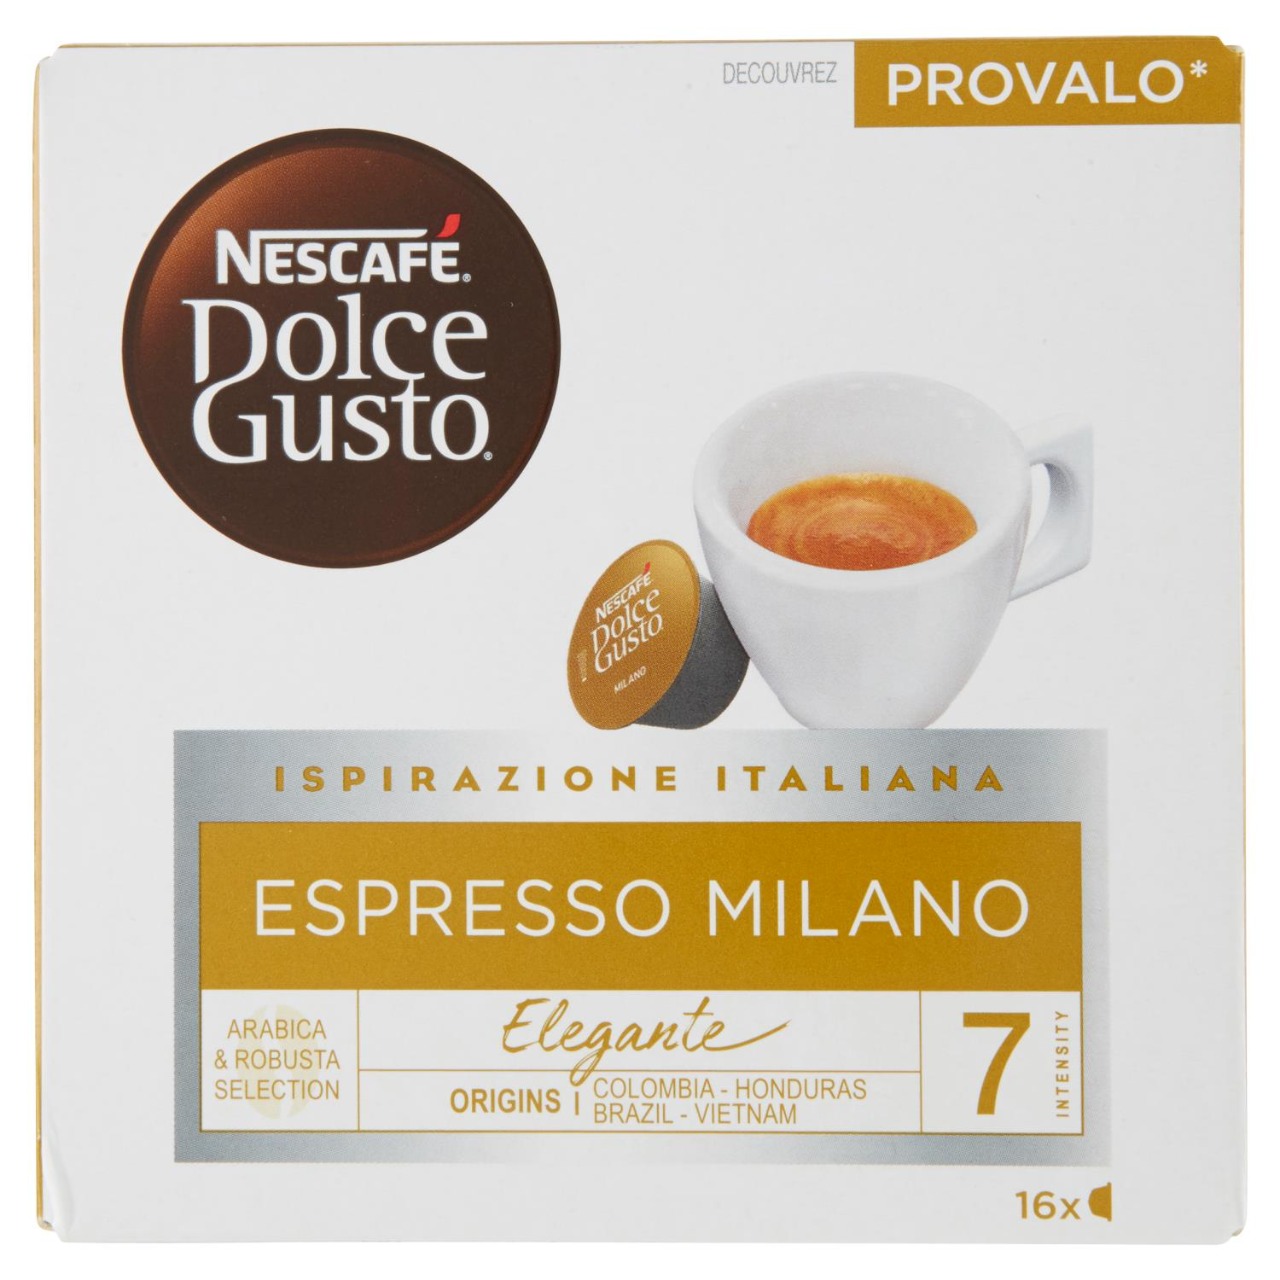 DECOUVREZ
PROVALO*
NESCAFÉ®
DOLCE
GUSTO®
NESCAFÉ
DOLCE
GUSTO
MILANO
ISPIRAZIONE ITALIANA
ESPRESSO MILANO
ARABICA
& ROBUSTA
SELECTION
Elegante
ORIGINS | COLOMBIA - HONDURAS
BRAZIL - VIETNAM
7
INTENSITY
16x